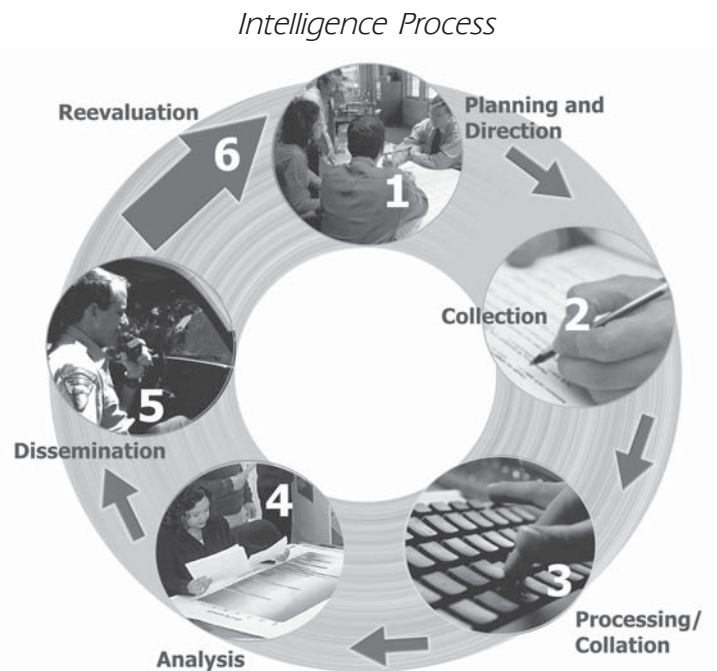 Intelligence Process
Planning and
Direction
1
2
Collection
3
Processing/
Collation
4
Analysis
5
Dissemination
6
Reevaluation